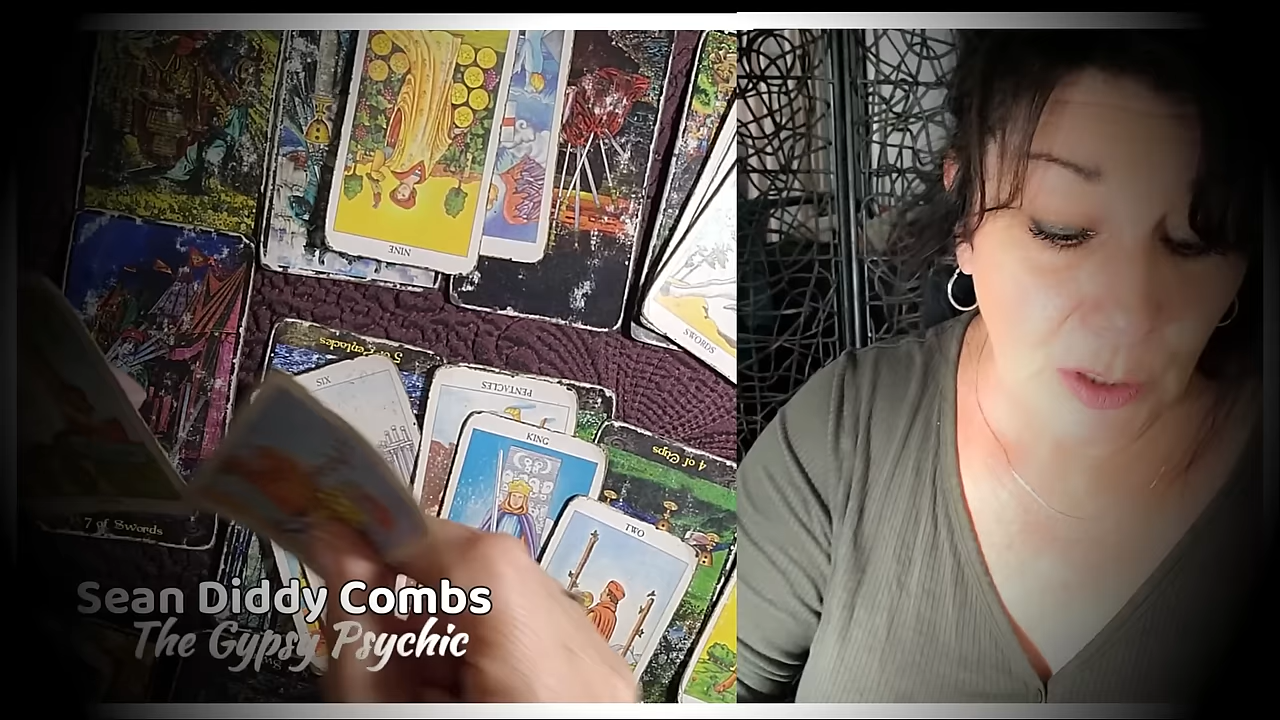 NINE
SWORDS
5 of Pentacles
SIX
PENTACLES
KING
4 of Cups
TWO
7 of Swords
Sean Diddy Combs
The Gypsy Psychic